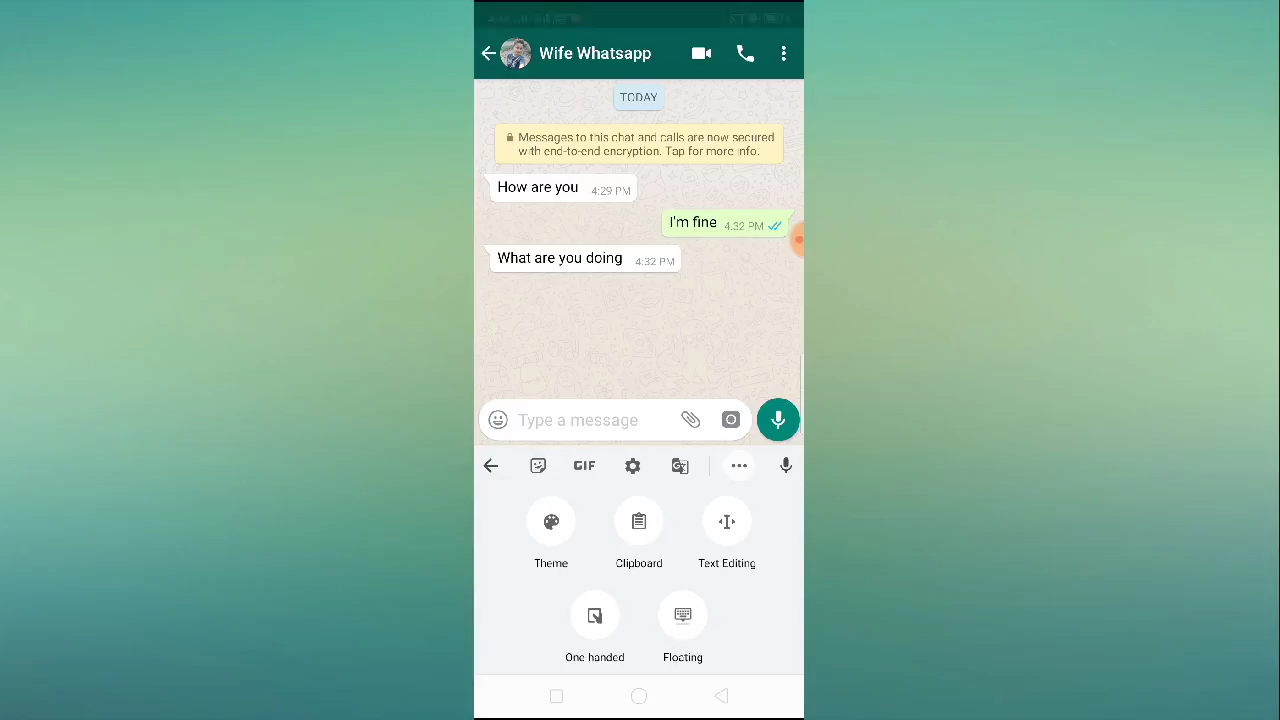 Wife Whatsapp
TODAY
Messages to this chat and calls are now secured
with end-to-end encryption. Tap for more info.
How are you 4:29 PM
I'm fine 4:32 PM
What are you doing 4:32 PM
Type a message
GIF
Theme Clipboard Text Editing
One handed Floating